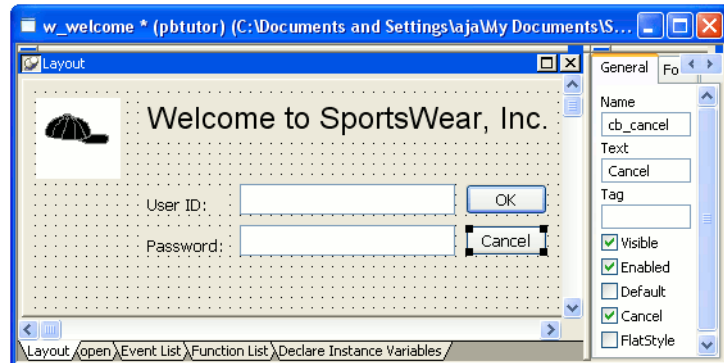 w_welcome * (pbtutor) (C:\Documents and Settings\aja\My Documents\S...
Layout
Welcome to SportsWear, Inc.
User ID:
OK
Password:
Cancel
Layout open Event List Function List Declare Instance Variables
General Fo
Name
cb_cancel
Text
Cancel
Tag
Visible
Enabled
Default
Cancel
FlatStyle